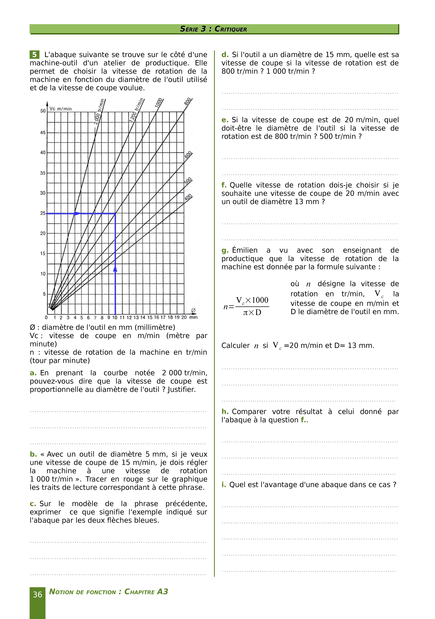 SÉRIE 3 : CRITIQUER
5 L'abaque suivante se trouve sur le côté d'une
machine-outil d'un atelier de productique. Elle
permet de choisir la vitesse de rotation de la
machine en fonction du diamètre de l'outil utilisé
et de la vitesse de coupe voulue.
50 Vc m/min
1000
800
45
40
35
30
25
20
15
10
5
0 1 2 3 4 5 6 7 8 9 10 11 12 13 14 15 16 17 18 19 20 mm
Ø : diamètre de l'outil en mm (millimètre)
Vc : vitesse de coupe en m/min (mètre par
minute)
n : vitesse de rotation de la machine en tr/min
(tour par minute)
a. En prenant la courbe notée 2 000 tr/min,
pouvez-vous dire que la vitesse de coupe est
proportionnelle au diamètre de l'outil ? Justifier.
b. « Avec un outil de diamètre 5 mm, si je veux
une vitesse de coupe de 15 m/min, je dois régler
la machine à une vitesse de rotation
1 000 tr/min ». Tracer en rouge sur le graphique
les traits de lecture correspondant à cette phrase.
c. Sur le modèle de la phrase précédente,
exprimer ce que signifie l'exemple indiqué sur
l'abaque par les deux flèches bleues.
d. Si l'outil a un diamètre de 15 mm, quelle est sa
vitesse de coupe si la vitesse de rotation est de
800 tr/min ? 1 000 tr/min ?
e. Si la vitesse de coupe est de 20 m/min, quel
doit-être le diamètre de l'outil si la vitesse de
rotation est de 800 tr/min ? 500 tr/min ?
f. Quelle vitesse de rotation dois-je choisir si je
souhaite une vitesse de coupe de 20 m/min avec
un outil de diamètre 13 mm ?
g. Émilien a vu avec son enseignant de
productique que la vitesse de rotation de la
machine est donnée par la formule suivante :
n = Vc×1000 / π×D
où n désigne la vitesse de
rotation en tr/min, Vc la
vitesse de coupe en m/min et
D le diamètre de l'outil en mm.
Calculer n si Vc =20 m/min et D= 13 mm.
h. Comparer votre résultat à celui donné par
l'abaque à la question f..
i. Quel est l'avantage d'une abaque dans ce cas ?
36 NOTION DE FONCTION : CHAPITRE A3